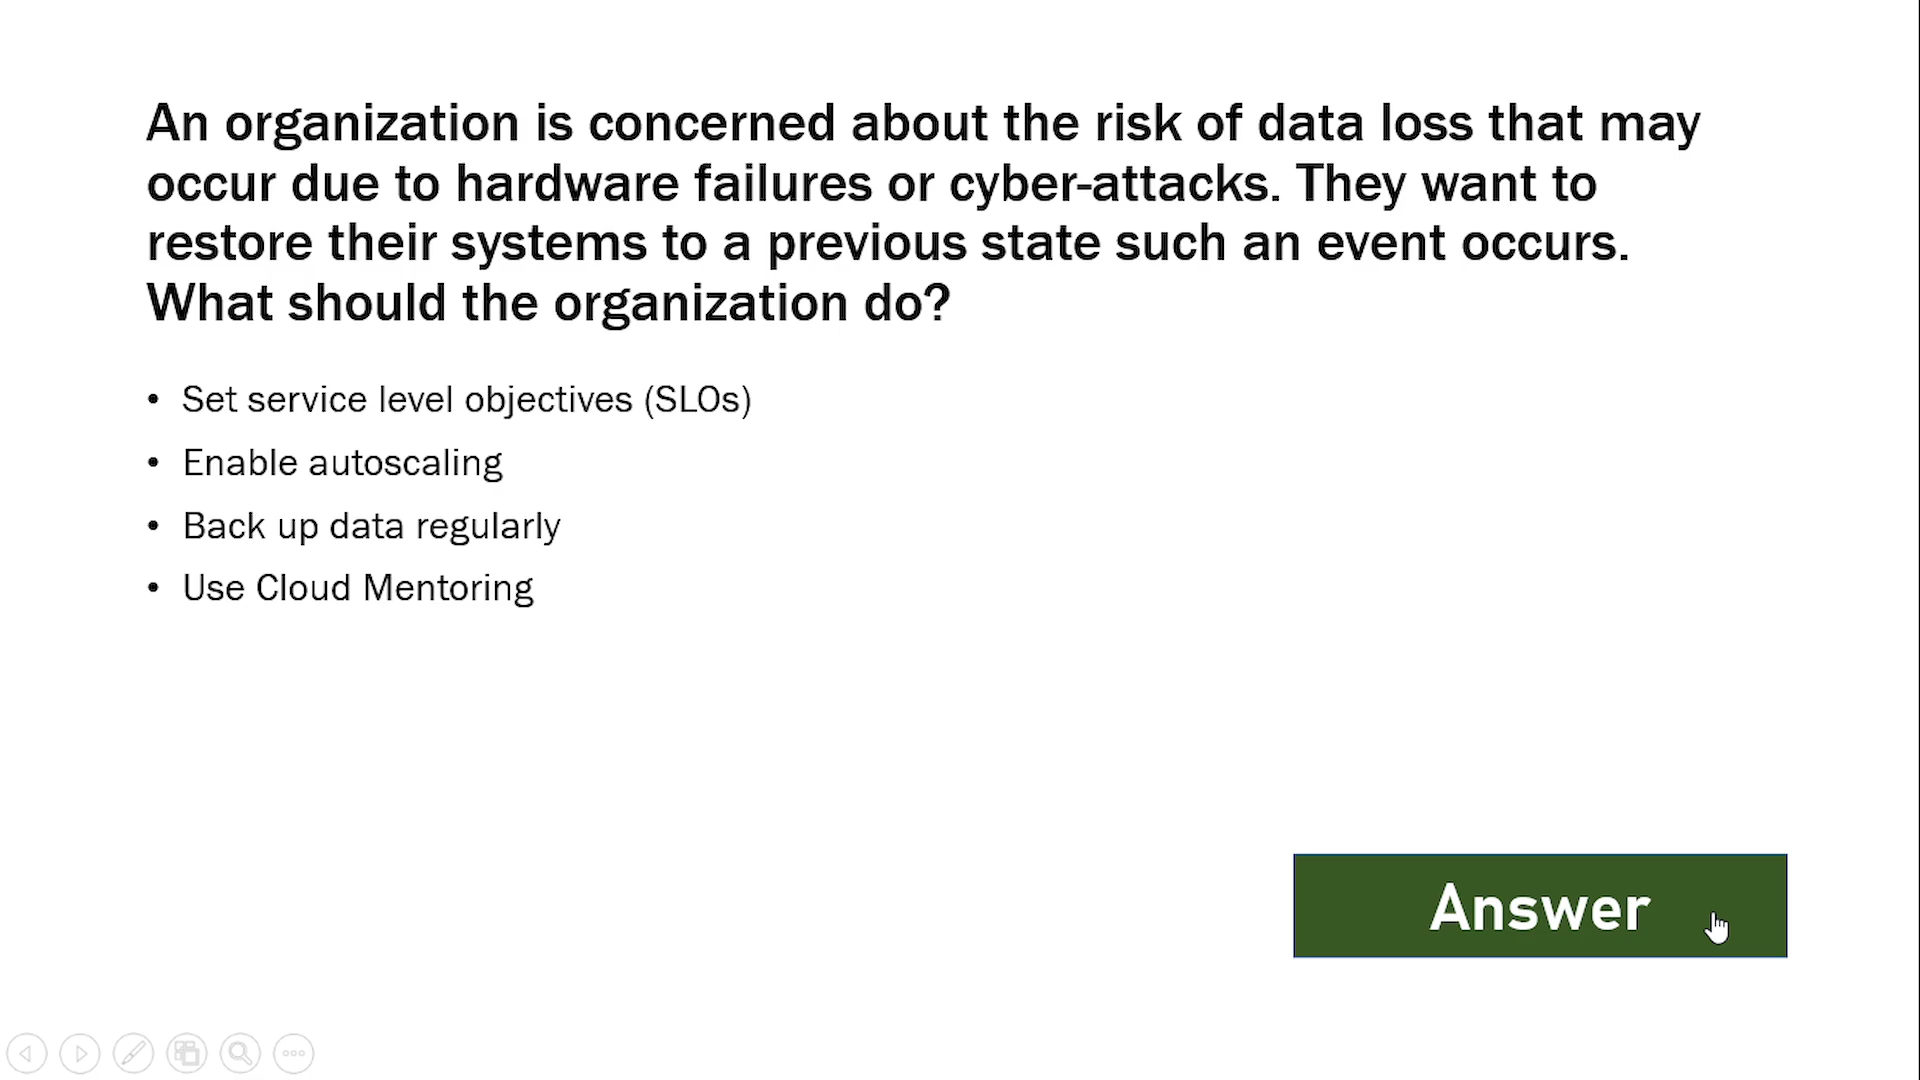 An organization is concerned about the risk of data loss that may
occur due to hardware failures or cyber-attacks. They want to
restore their systems to a previous state such an event occurs.
What should the organization do?
• Set service level objectives (SLOs)
• Enable autoscaling
• Back up data regularly
• Use Cloud Mentoring
Answer